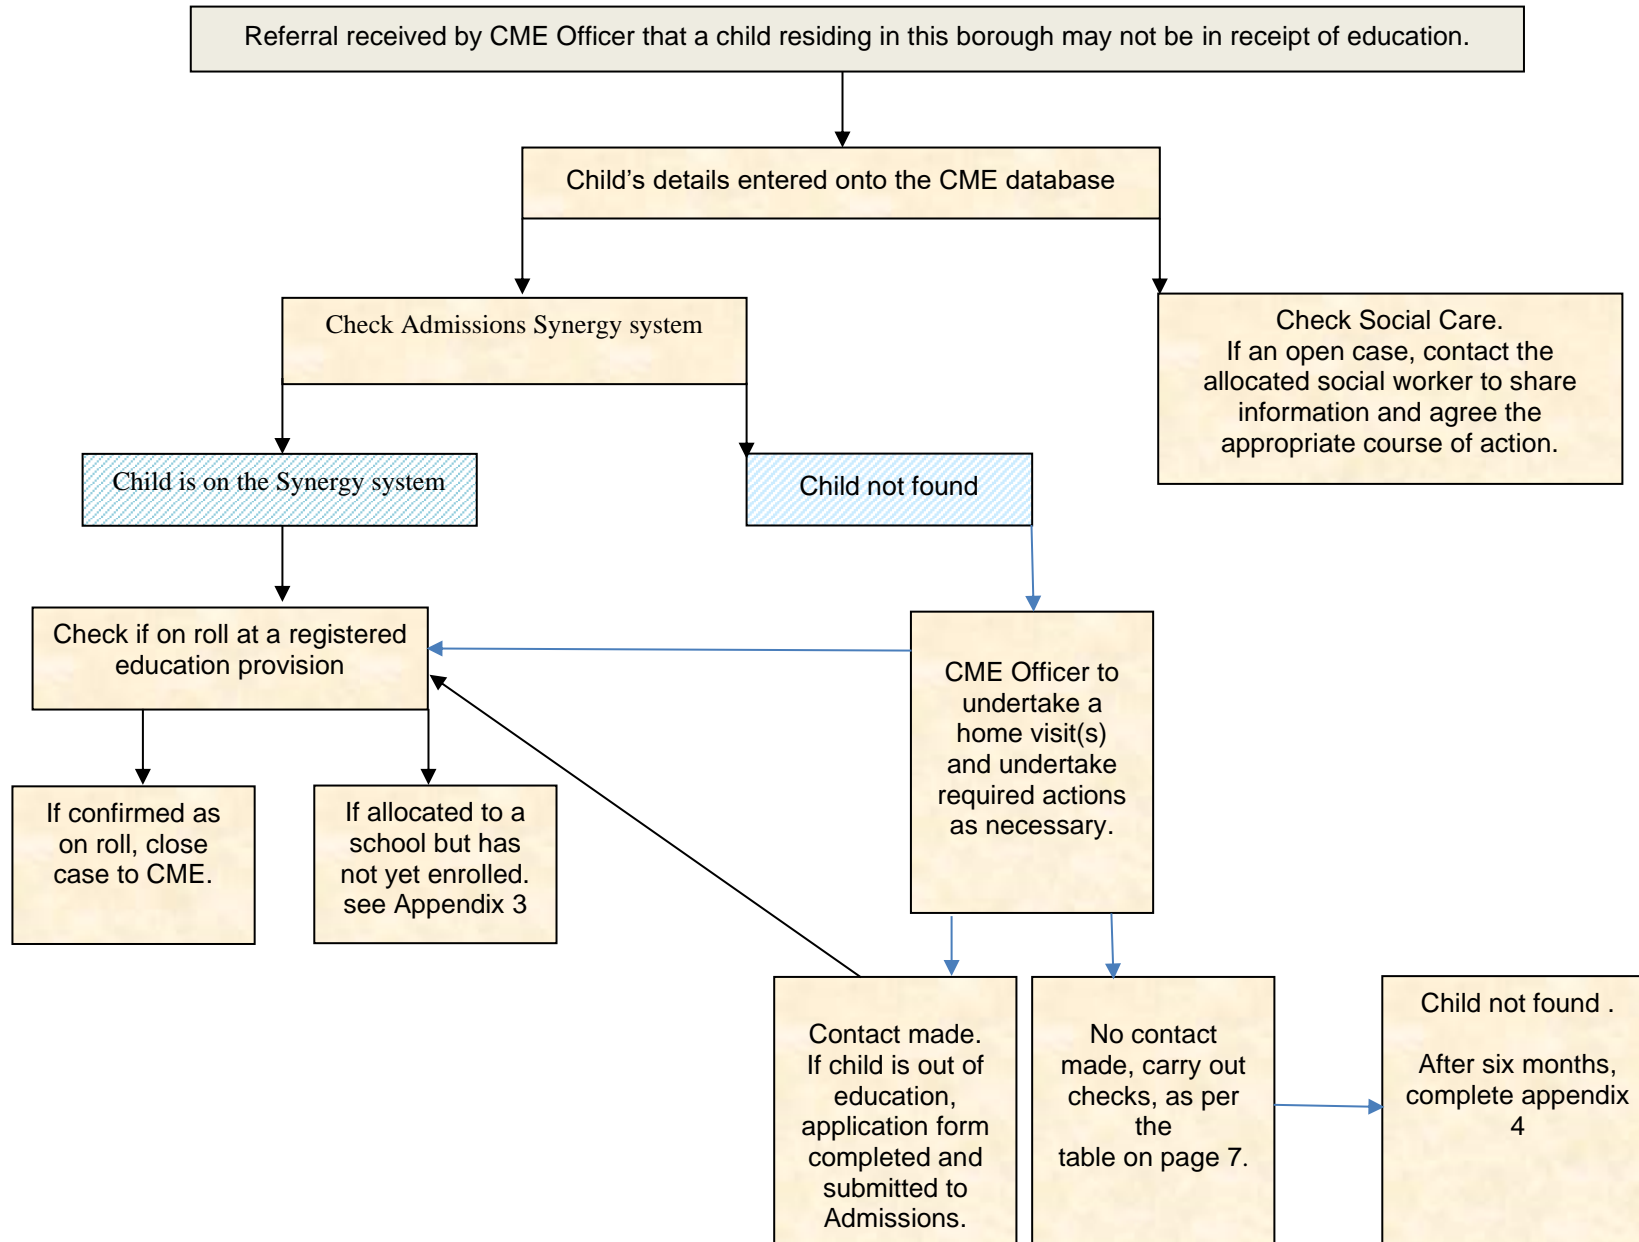 Referral received by CME Officer that a child residing in this borough may not be in receipt of education.
Child's details entered onto the CME database
Check Admissions Synergy system
Check Social Care.
If an open case, contact the
allocated social worker to share
information and agree the
appropriate course of action.
Child is on the Synergy system
Child not found
Check if on roll at a registered
education provision
CME Officer to
undertake a
home visit(s)
and undertake
required actions
as necessary.
If confirmed as
on roll, close
case to CME.
If allocated to a
school but has
not yet enrolled.
see Appendix 3
Contact made.
If child is out of
education,
application form
completed and
submitted to
Admissions.
No contact
made, carry out
checks, as per
the
table on page 7.
Child not found .
After six months,
complete appendix
4